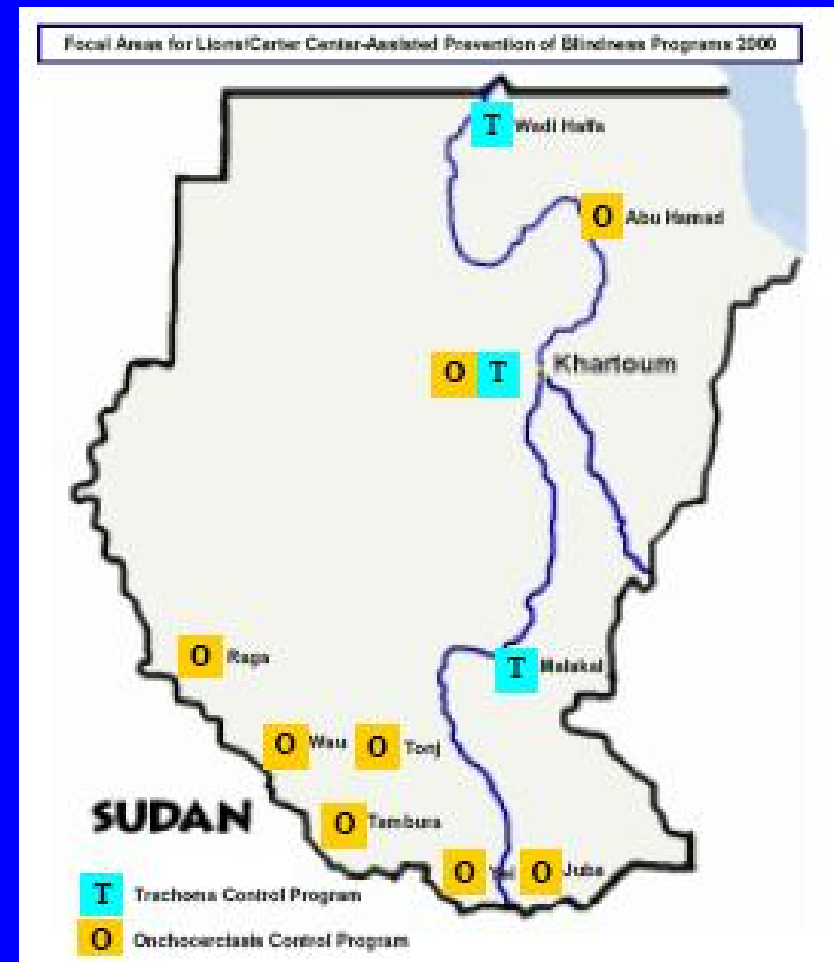 Focal Areas for Lions/Carter Center-Assisted Prevention of Blindness Programs 2000
T Wadi Halfa
O Abu Hamad
O T Khartoum
O Raga
T Malakal
O Wau O Tonj
SUDAN
O Tambura
O Yei O Juba
T Trachoma Control Program
O Onchocerciasis Control Program